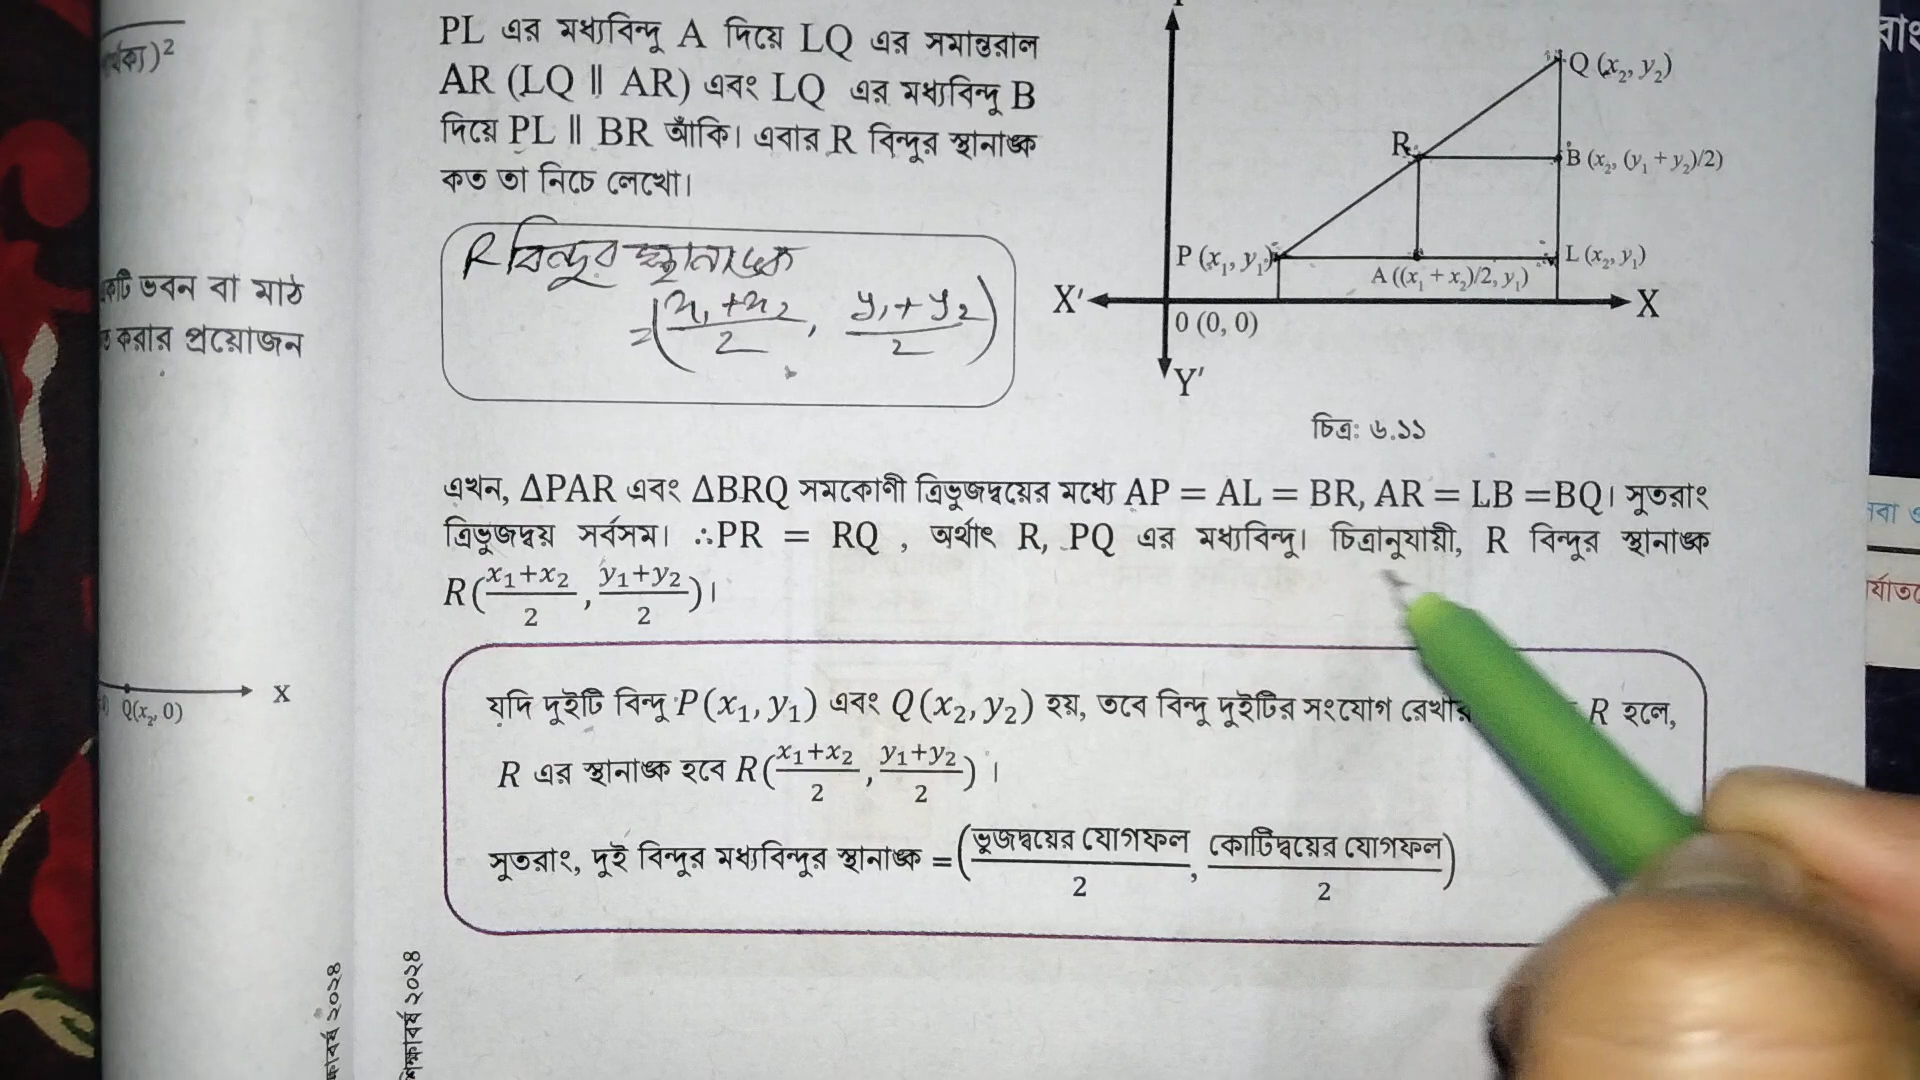 PL এর মধ্যবিন্দু A দিয়ে LQ এর সমান্তরাল
AR (LQ || AR) এবং LQ এর মধ্যবিন্দু B
দিয়ে PL || BR আঁকি। এবার R বিন্দুর স্থানাঙ্ক
কত তা নিচে লেখো।
R বিন্দুর স্থানাঙ্ক
= (x₁+x₂/2, y₁+y₂/2)
Q (x₂, y₂)
R
B (x₂, (y₁ + y₂)/2)
P (x₁, y₁)
L (x₂, y₁)
A ((x₁ + x₂)/2, y₁)
X′
X
0 (0, 0)
Y′
চিত্র: ৬.১১
এখন, ΔPAR এবং ΔBRQ সমকোণী ত্রিভুজদ্বয়ের মধ্যে AP = AL = BR, AR = LB =BQ। সুতরাং
ত্রিভুজদ্বয় সর্বসম। ∴PR = RQ , অর্থাৎ R, PQ এর মধ্যবিন্দু। চিত্রানুযায়ী, R বিন্দুর স্থানাঙ্ক
R(x₁+x₂/2, y₁+y₂/2)।
যদি দুইটি বিন্দু P(x₁, y₁) এবং Q(x₂, y₂) হয়, তবে বিন্দু দুইটির সংযোগ রেখার R হলে,
R এর স্থানাঙ্ক হবে R(x₁+x₂/2, y₁+y₂/2) ।
সুতরাং, দুই বিন্দুর মধ্যবিন্দুর স্থানাঙ্ক = (ভুজদ্বয়ের যোগফল/2, কোটিদ্বয়ের যোগফল/2)
)²
ভবন বা মাঠ
করার প্রয়োজন
X
Q(x₂, 0)
২০২৪
শিক্ষাবর্ষ ২০২৪